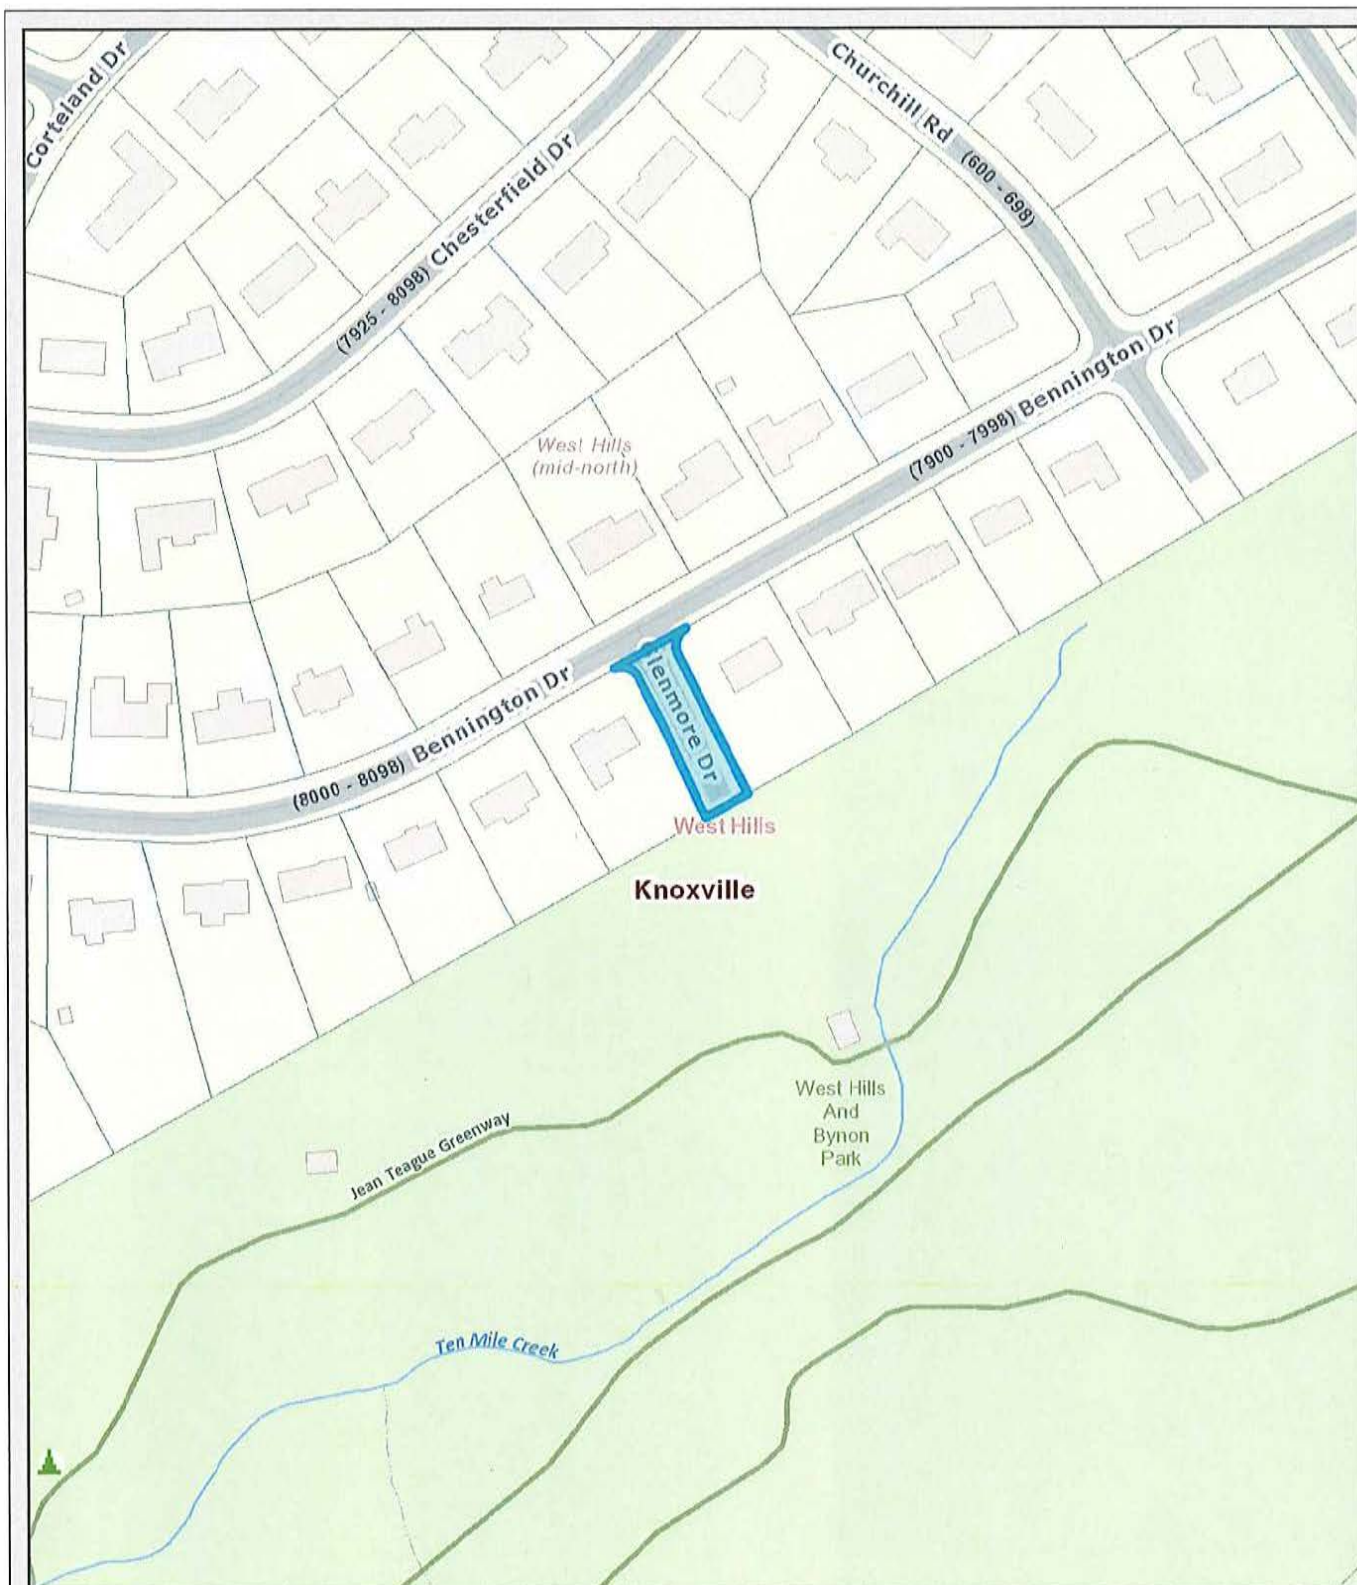 Corteland Dr
Churchill Rd
(600 - 698)
(7925 - 8098) Chesterfield Dr
(7900 - 7998) Bennington Dr
West Hills
(mid-north)
lenmore Dr
(8000 - 8098) Bennington Dr
West Hills
Knoxville
West Hills
And
Bynon
Park
Jean Teague Greenway
Ten Mile Creek